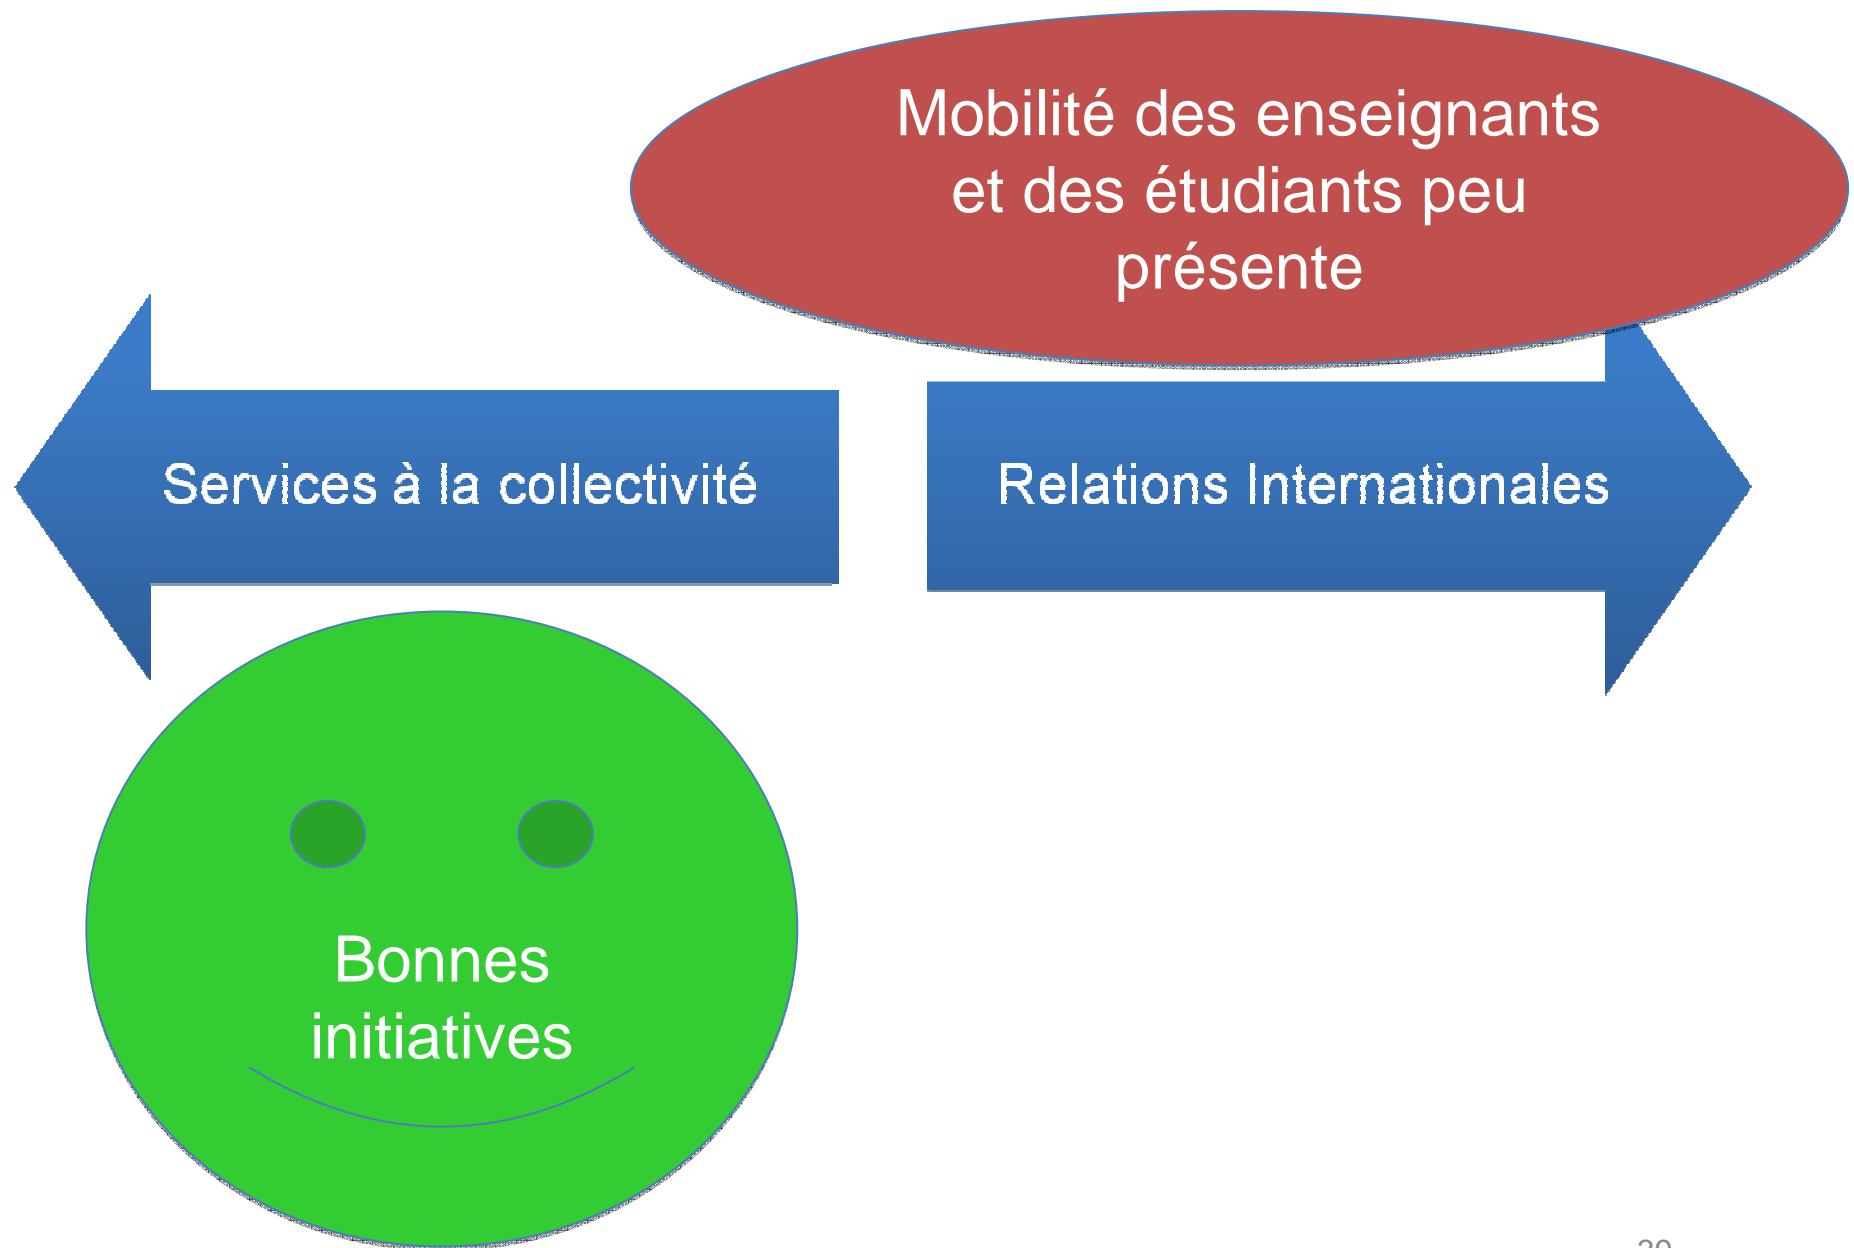 Mobilité des enseignants
et des étudiants peu
présente
Services à la collectivité
Relations Internationales
Bonnes
initiatives